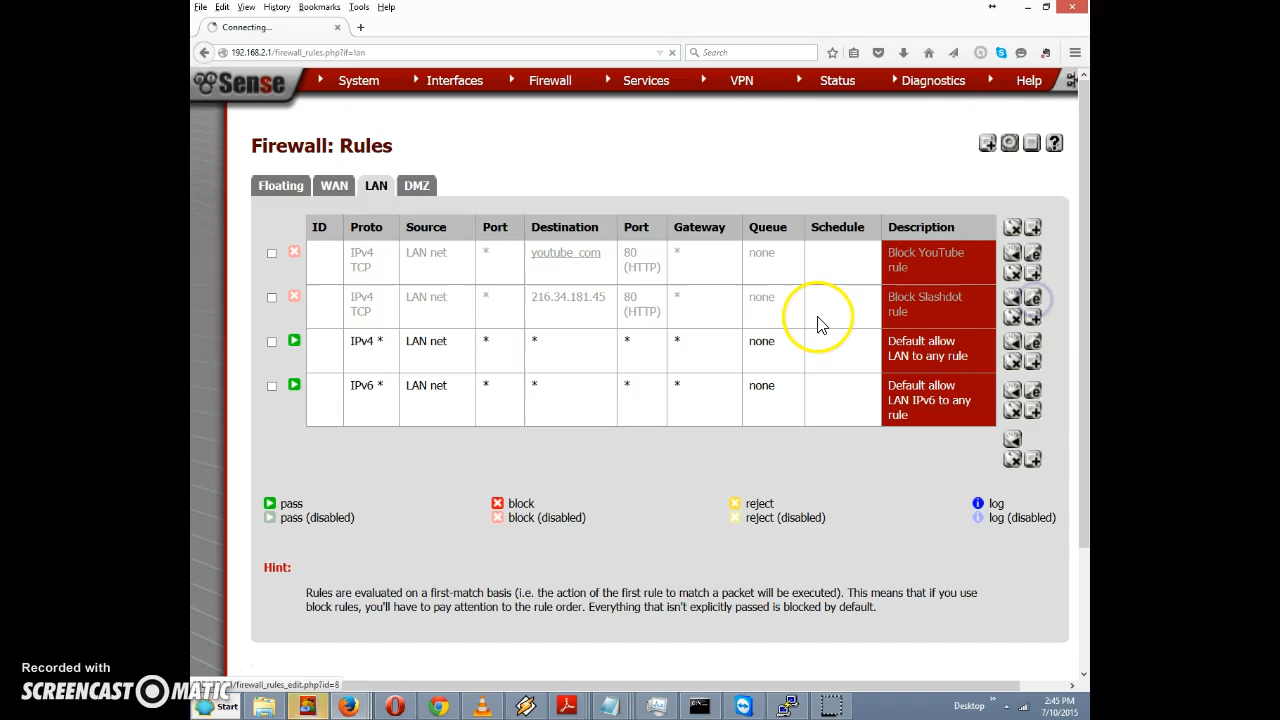 File Edit View History Bookmarks Tools Help
Connecting...
192.168.2.1/firewall_rules.php?if=lan
Search
Sense System Interfaces Firewall Services VPN Status Diagnostics Help
Firewall: Rules
Floating WAN LAN DMZ
ID Proto Source Port Destination Port Gateway Queue Schedule Description
IPv4 TCP LAN net * youtube_com 80 (HTTP) * none Block YouTube rule
IPv4 TCP LAN net * 216.34.181.45 80 (HTTP) * none Block Slashdot rule
IPv4 * LAN net * * * * none Default allow LAN to any rule
IPv6 * LAN net * * * * none Default allow LAN IPv6 to any rule
pass block reject log
pass (disabled) block (disabled) reject (disabled) log (disabled)
Hint:
Rules are evaluated on a first-match basis (i.e. the action of the first rule to match a packet will be executed). This means that if you use
block rules, you'll have to pay attention to the rule order. Everything that isn't explicitly passed is blocked by default.
Recorded with
SCREENCAST MATIC
192.168.2.1/firewall_rules_edit.php?id=8
Start
Desktop
2:45 PM
7/10/2015